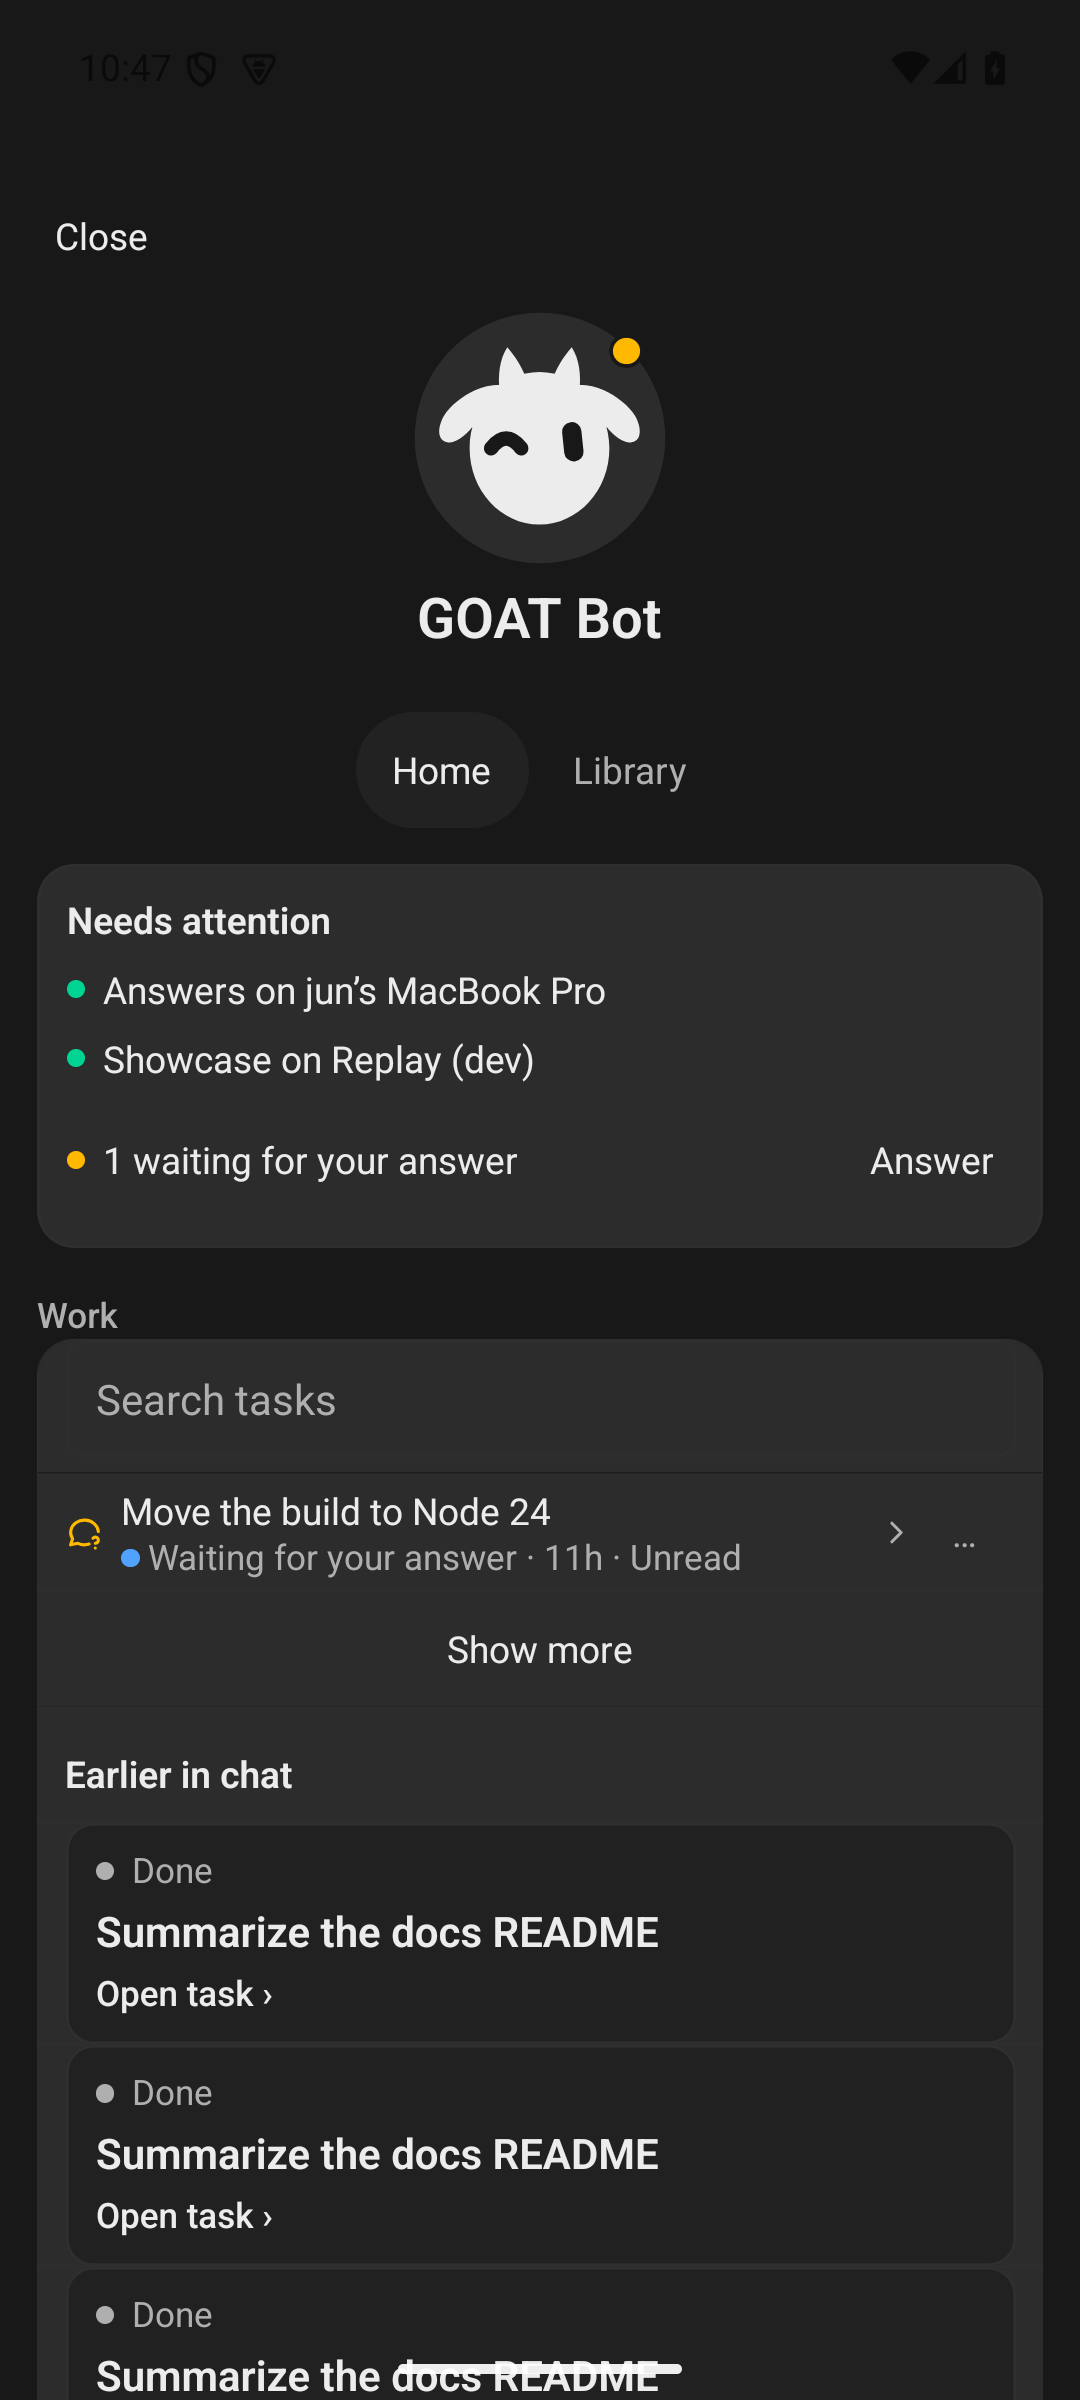 10:47
Close
GOAT Bot
Home
Library
Needs attention
Answers on jun’s MacBook Pro
Showcase on Replay (dev)
1 waiting for your answer
Answer
Work
Search tasks
Move the build to Node 24
Waiting for your answer · 11h · Unread
...
Show more
Earlier in chat
Done
Summarize the docs README
Open task ›
Done
Summarize the docs README
Open task ›
Done
Summarize the docs README